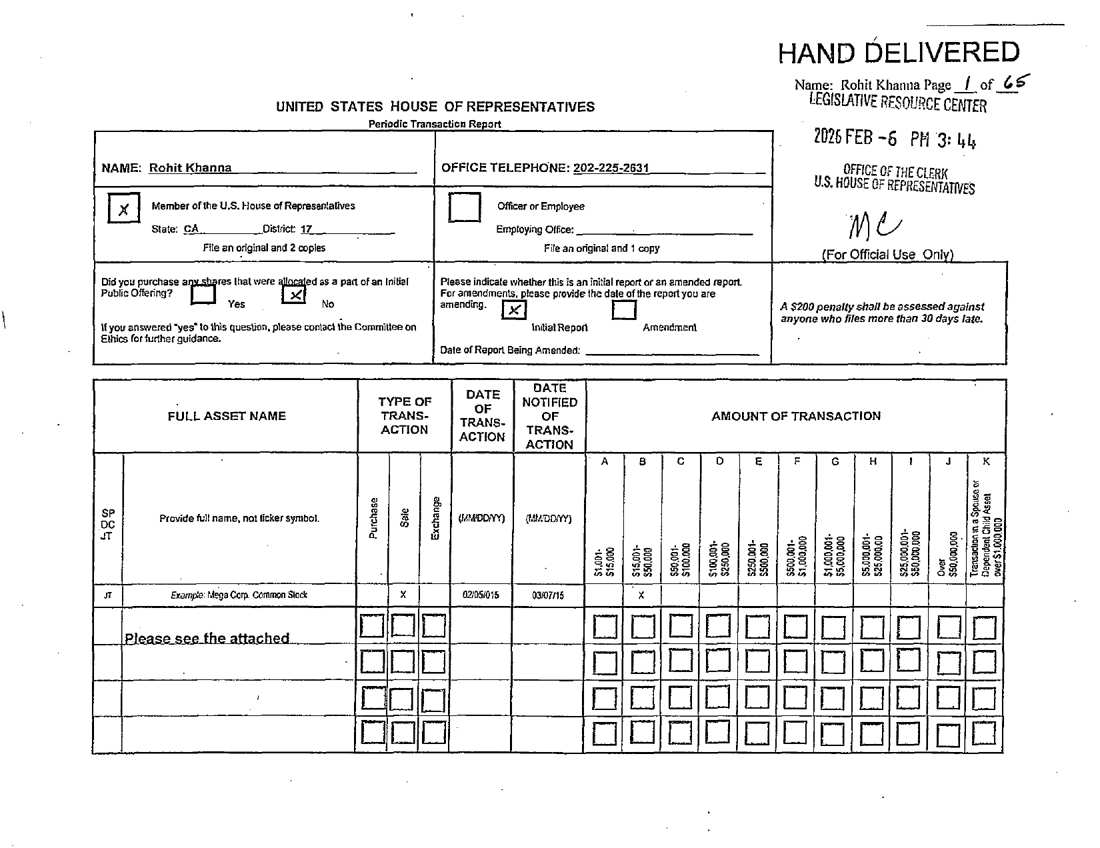 HAND DELIVERED
Name: Rohit Khanna Page 1 of 65
LEGISLATIVE RESOURCE CENTER
2026 FEB -6 PM 3:44
OFFICE OF THE CLERK
U.S. HOUSE OF REPRESENTATIVES
MC
(For Official Use Only)
UNITED STATES HOUSE OF REPRESENTATIVES
Periodic Transaction Report
NAME: Rohit Khanna
OFFICE TELEPHONE: 202-225-2631
X
Member of the U.S. House of Representatives
State: CA District: 17
File an original and 2 copies
Officer or Employee
Employing Office:
File an original and 1 copy
Did you purchase any shares that were allocated as a part of an Initial
Public Offering?
Yes
X
No
If you answered "yes" to this question, please contact the Committee on
Ethics for further guidance.
Please indicate whether this is an initial report or an amended report.
For amendments, please provide the date of the report you are
amending.
X
Initial Report
Amendment
Date of Report Being Amended:
A $200 penalty shall be assessed against
anyone who files more than 30 days late.
FULL ASSET NAME
TYPE OF
TRANS-
ACTION
DATE
OF
TRANS-
ACTION
DATE
NOTIFIED
OF
TRANS-
ACTION
AMOUNT OF TRANSACTION
SP
DC
JT
Provide full name, not ticker symbol.
Purchase
Sale
Exchange
(MM/DD/YY)
(MM/DD/YY)
A
$1,001-
$15,000
B
$15,001-
$50,000
C
$50,001-
$100,000
D
$100,001-
$250,000
E
$250,001-
$500,000
F
$500,001-
$1,000,000
G
$1,000,001-
$5,000,000
H
$5,000,001-
$25,000,00
I
$25,000,001-
$50,000,000
J
Over
$50,000,000
K
Transaction in a Spouse or
Dependent Child Asset
over $1,000,000
JT Example: Mega Corp. Common Stock X 02/05/015 03/07/15 X
Please see the attached